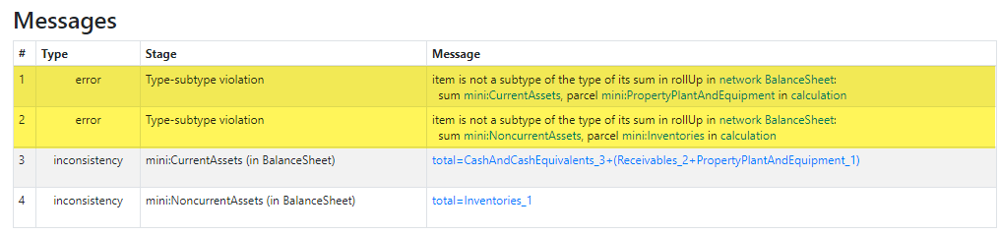 Messages
# Type Stage Message
1 error Type-subtype violation item is not a subtype of the type of its sum in rollUp in network BalanceSheet:
sum mini:CurrentAssets, parcel mini:PropertyPlantAndEquipment in calculation
2 error Type-subtype violation item is not a subtype of the type of its sum in rollUp in network BalanceSheet:
sum mini:NoncurrentAssets, parcel mini:Inventories in calculation
3 inconsistency mini:CurrentAssets (in BalanceSheet) total=CashAndCashEquivalents_3+(Receivables_2+PropertyPlantAndEquipment_1)
4 inconsistency mini:NoncurrentAssets (in BalanceSheet) total=Inventories_1